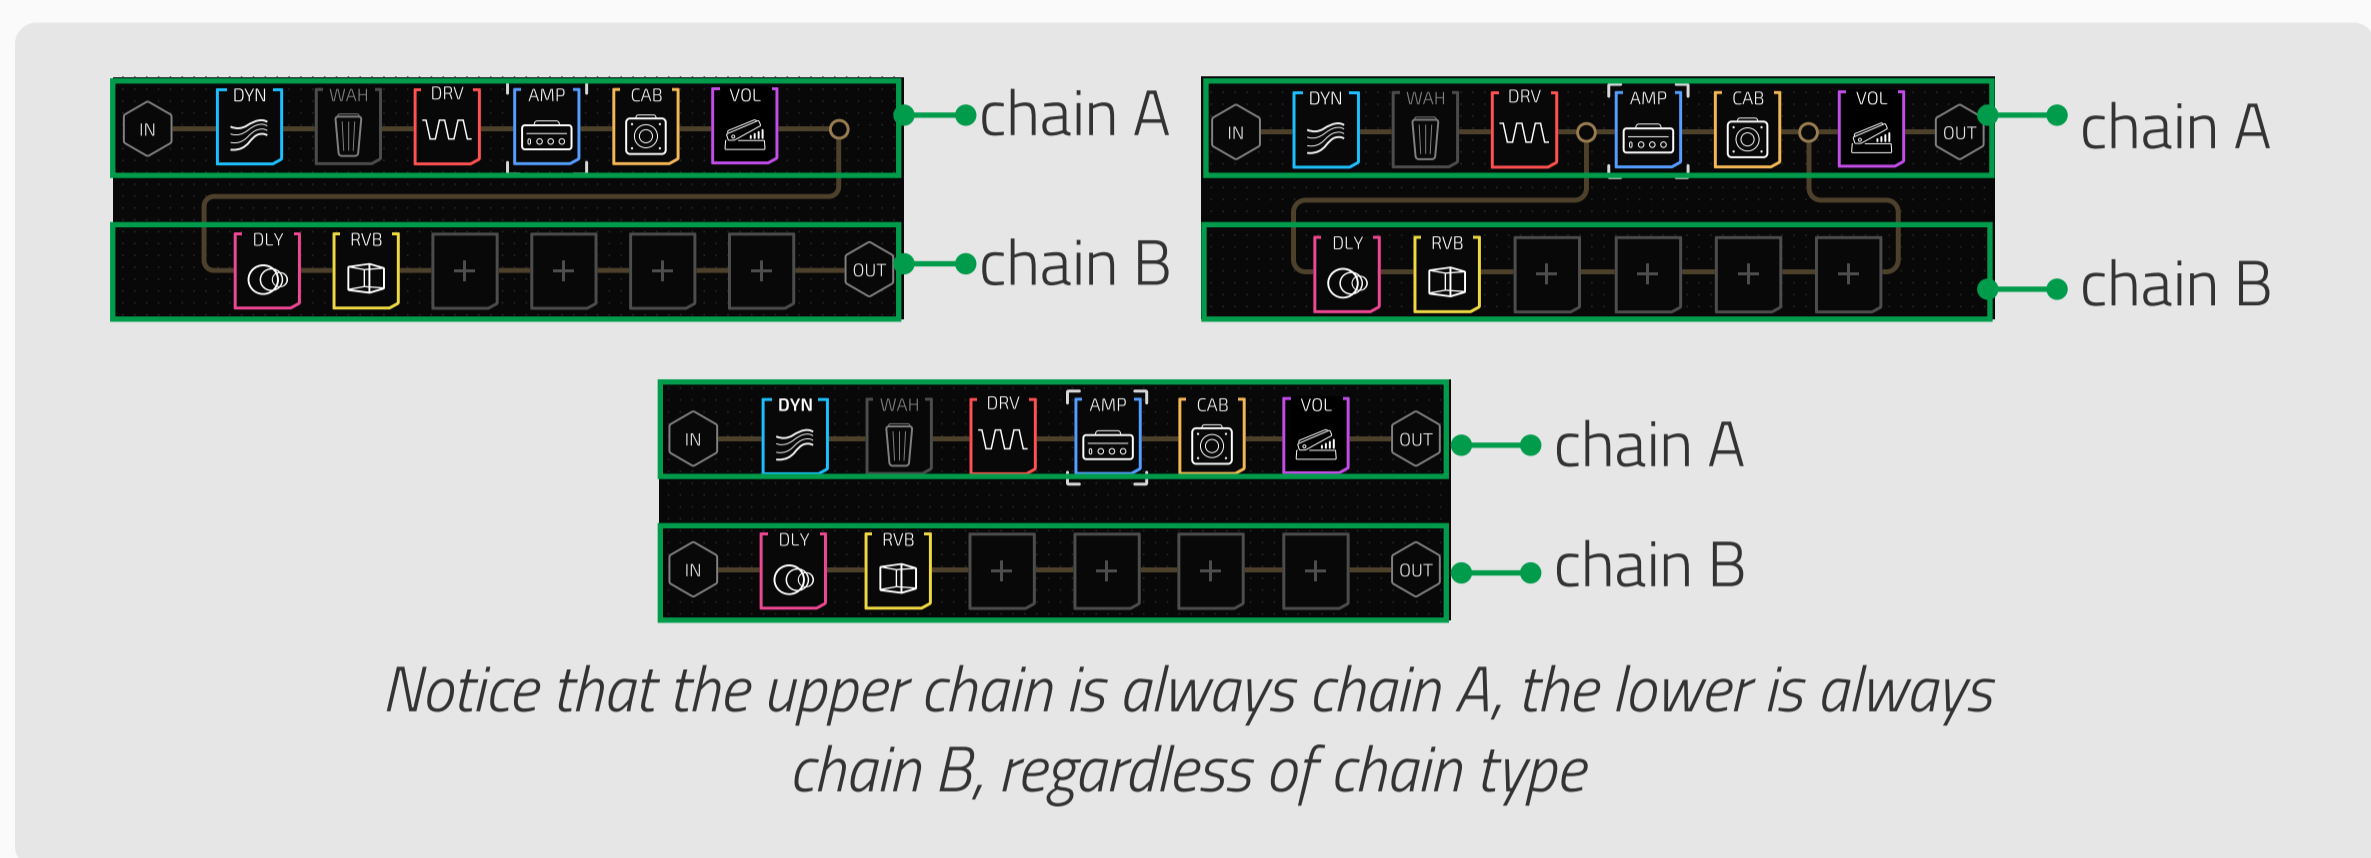 IN DYN WAH DRV AMP CAB VOL
chain A
DLY RVB + + + + OUT
chain B
IN DYN WAH DRV AMP CAB VOL OUT
chain A
DLY RVB + + + +
chain B
IN DYN WAH DRV AMP CAB VOL OUT
chain A
IN DLY RVB + + + + OUT
chain B
Notice that the upper chain is always chain A, the lower is always
chain B, regardless of chain type